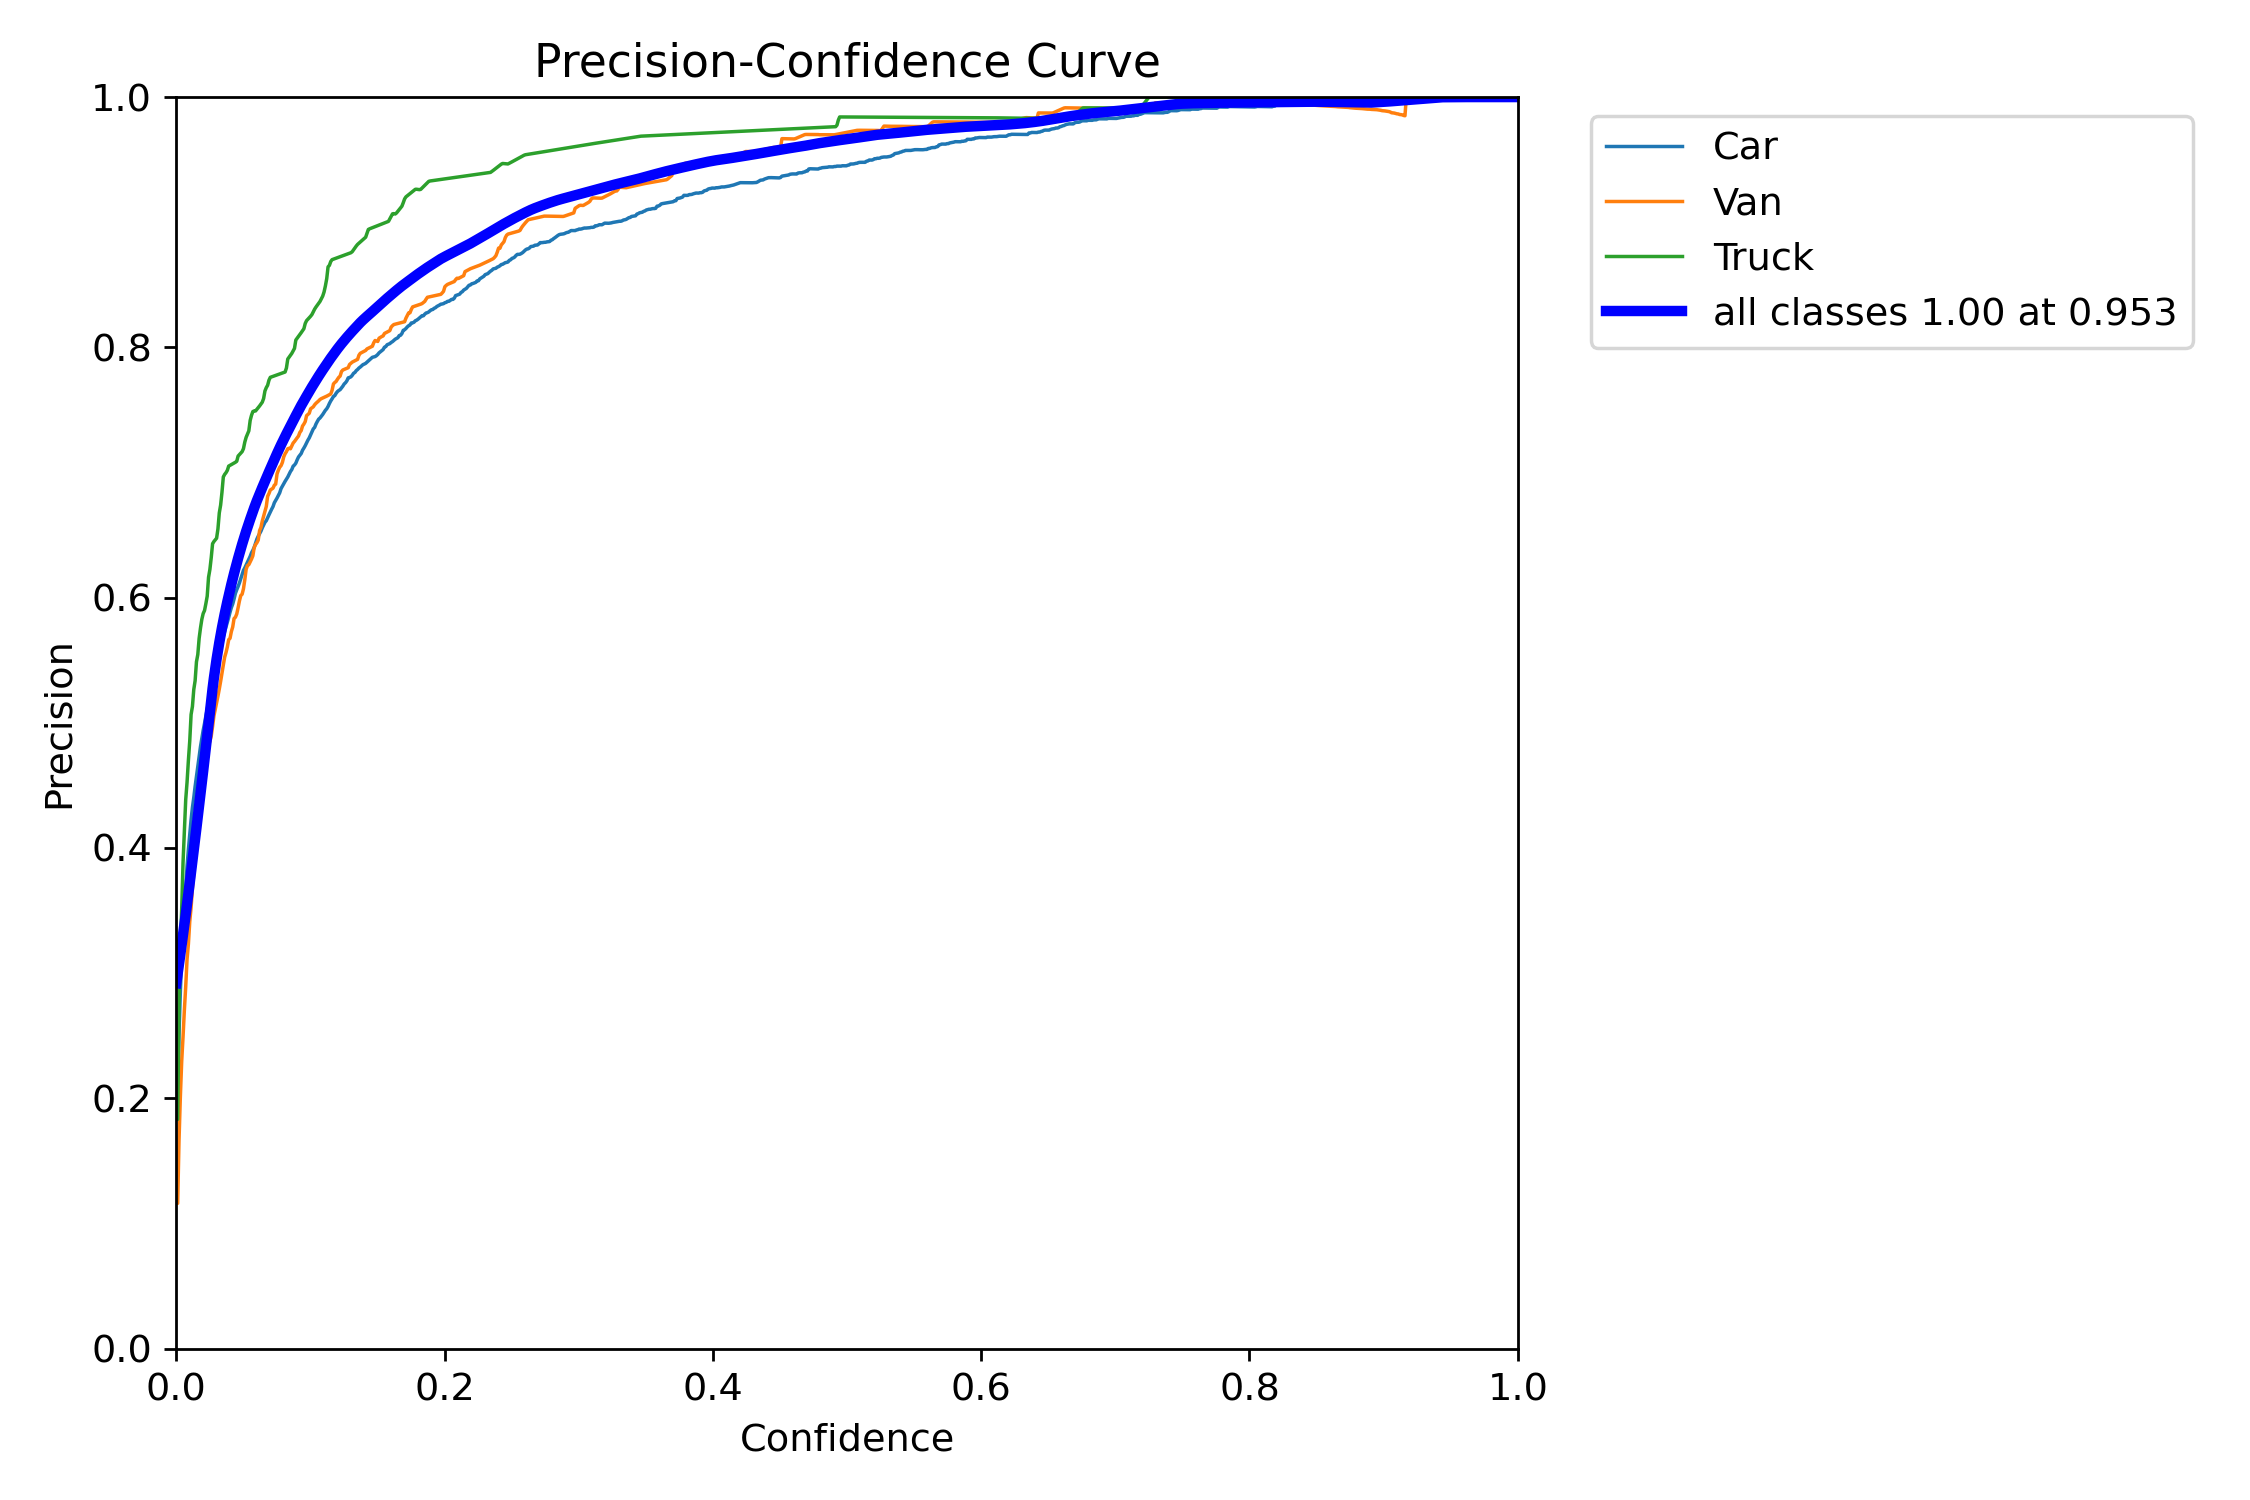 Precision-Confidence Curve
1.0
0.8
0.6
0.4
0.2
0.0
Precision
0.0 0.2 0.4 0.6 0.8 1.0
Confidence
Car
Van
Truck
all classes 1.00 at 0.953